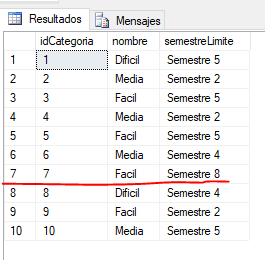 Resultados Mensajes
idCategoria nombre semestreLimite
1 1 Dificil Semestre 5
2 2 Media Semestre 2
3 3 Facil Semestre 5
4 4 Media Semestre 2
5 5 Facil Semestre 5
6 6 Media Semestre 4
7 7 Facil Semestre 8
8 8 Dificil Semestre 4
9 9 Facil Semestre 2
10 10 Media Semestre 5